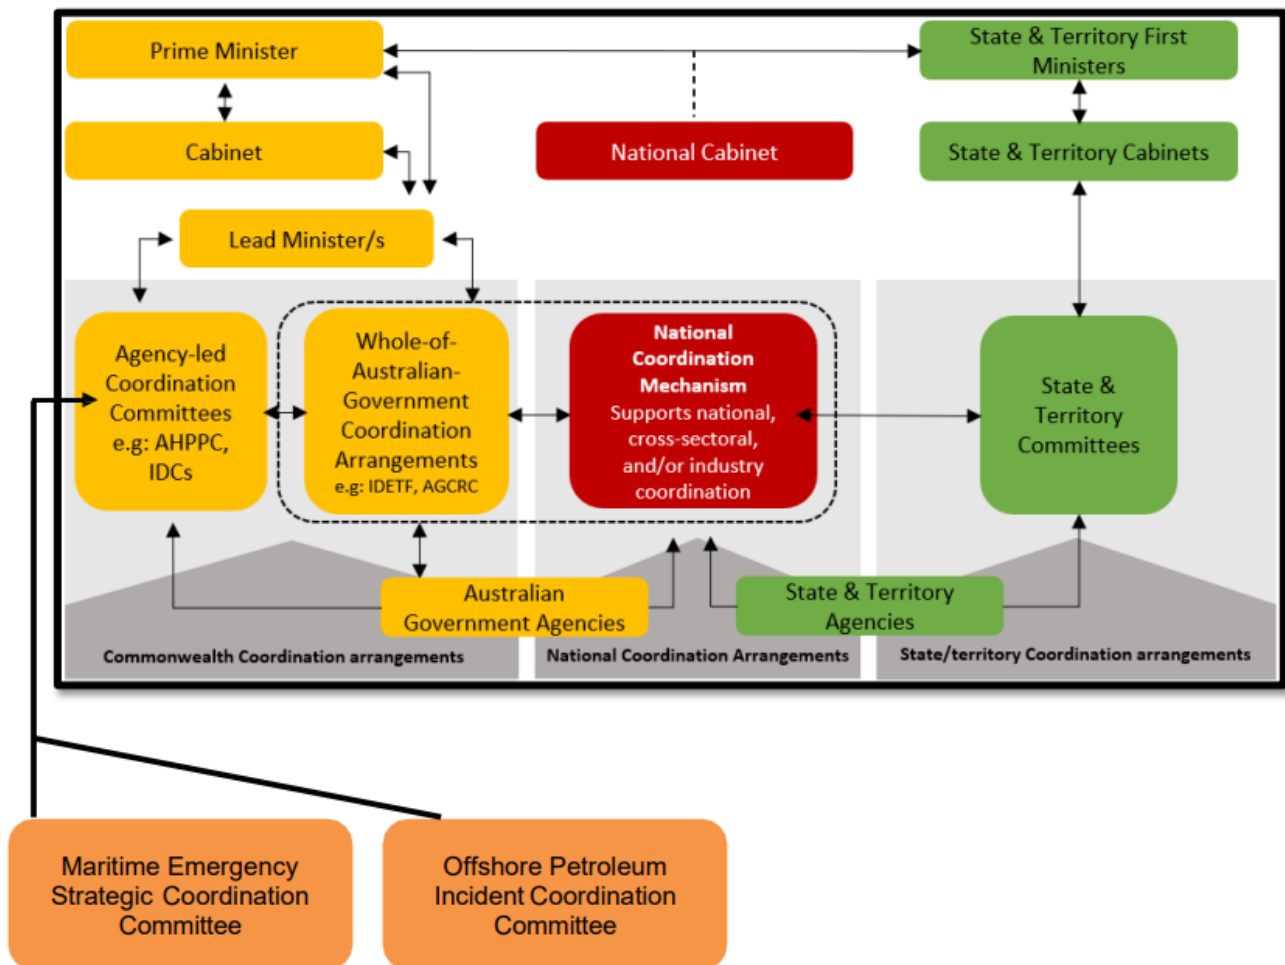 Prime Minister
State & Territory First
Ministers
Cabinet
National Cabinet
State & Territory Cabinets
Lead Minister/s
Agency-led
Coordination
Committees
e.g: AHPPC,
IDCs
Whole-of-
Australian-
Government
Coordination
Arrangements
e.g: IDETF, AGCRC
National
Coordination
Mechanism
Supports national,
cross-sectoral,
and/or industry
coordination
State &
Territory
Committees
Australian
Government Agencies
State & Territory
Agencies
Commonwealth Coordination arrangements
National Coordination Arrangements
State/territory Coordination arrangements
Maritime Emergency
Strategic Coordination
Committee
Offshore Petroleum
Incident Coordination
Committee